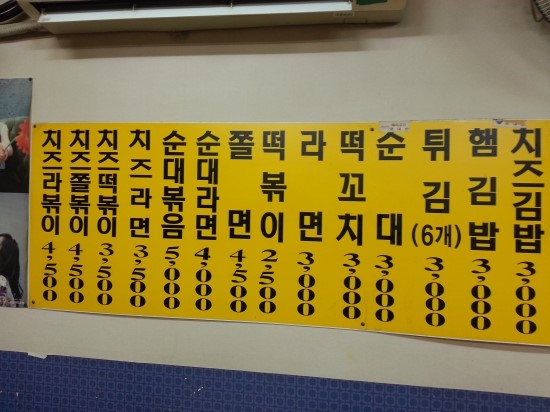 치즈라볶이 4,500
치즈쫄볶이 4,500
치즈떡볶이 3,500
치즈라면 3,500
순대볶음 5,000
순대라면 4,000
쫄면 4,500
떡볶이 2,500
라면 3,000
떡꼬치 3,000
순대 3,000
튀김(6개) 3,000
햄김밥 3,000
치즈김밥 3,000